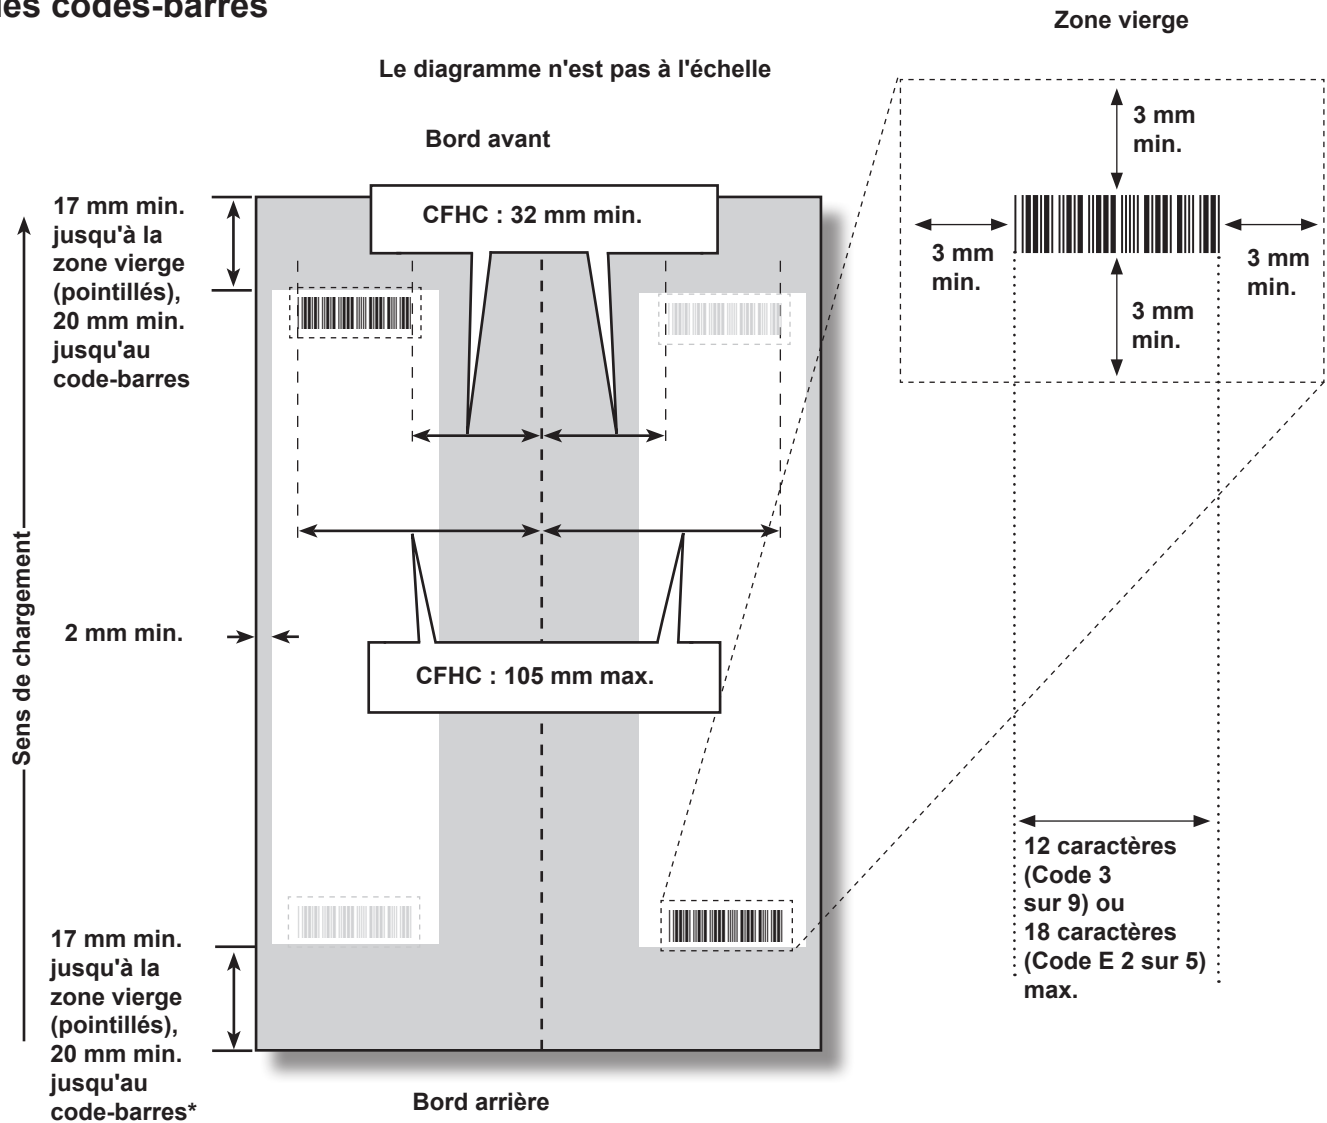 les codes-barres
Zone vierge
Le diagramme n'est pas à l'échelle
Bord avant
3 mm
min.
17 mm min.
jusqu'à la
zone vierge
(pointillés),
20 mm min.
jusqu'au
code-barres
CFHC : 32 mm min.
3 mm
min.
3 mm
min.
3 mm
min.
Sens de chargement
2 mm min.
CFHC : 105 mm max.
12 caractères
(Code 3
sur 9) ou
18 caractères
(Code E 2 sur 5)
max.
17 mm min.
jusqu'à la
zone vierge
(pointillés),
20 mm min.
jusqu'au
code-barres*
Bord arrière